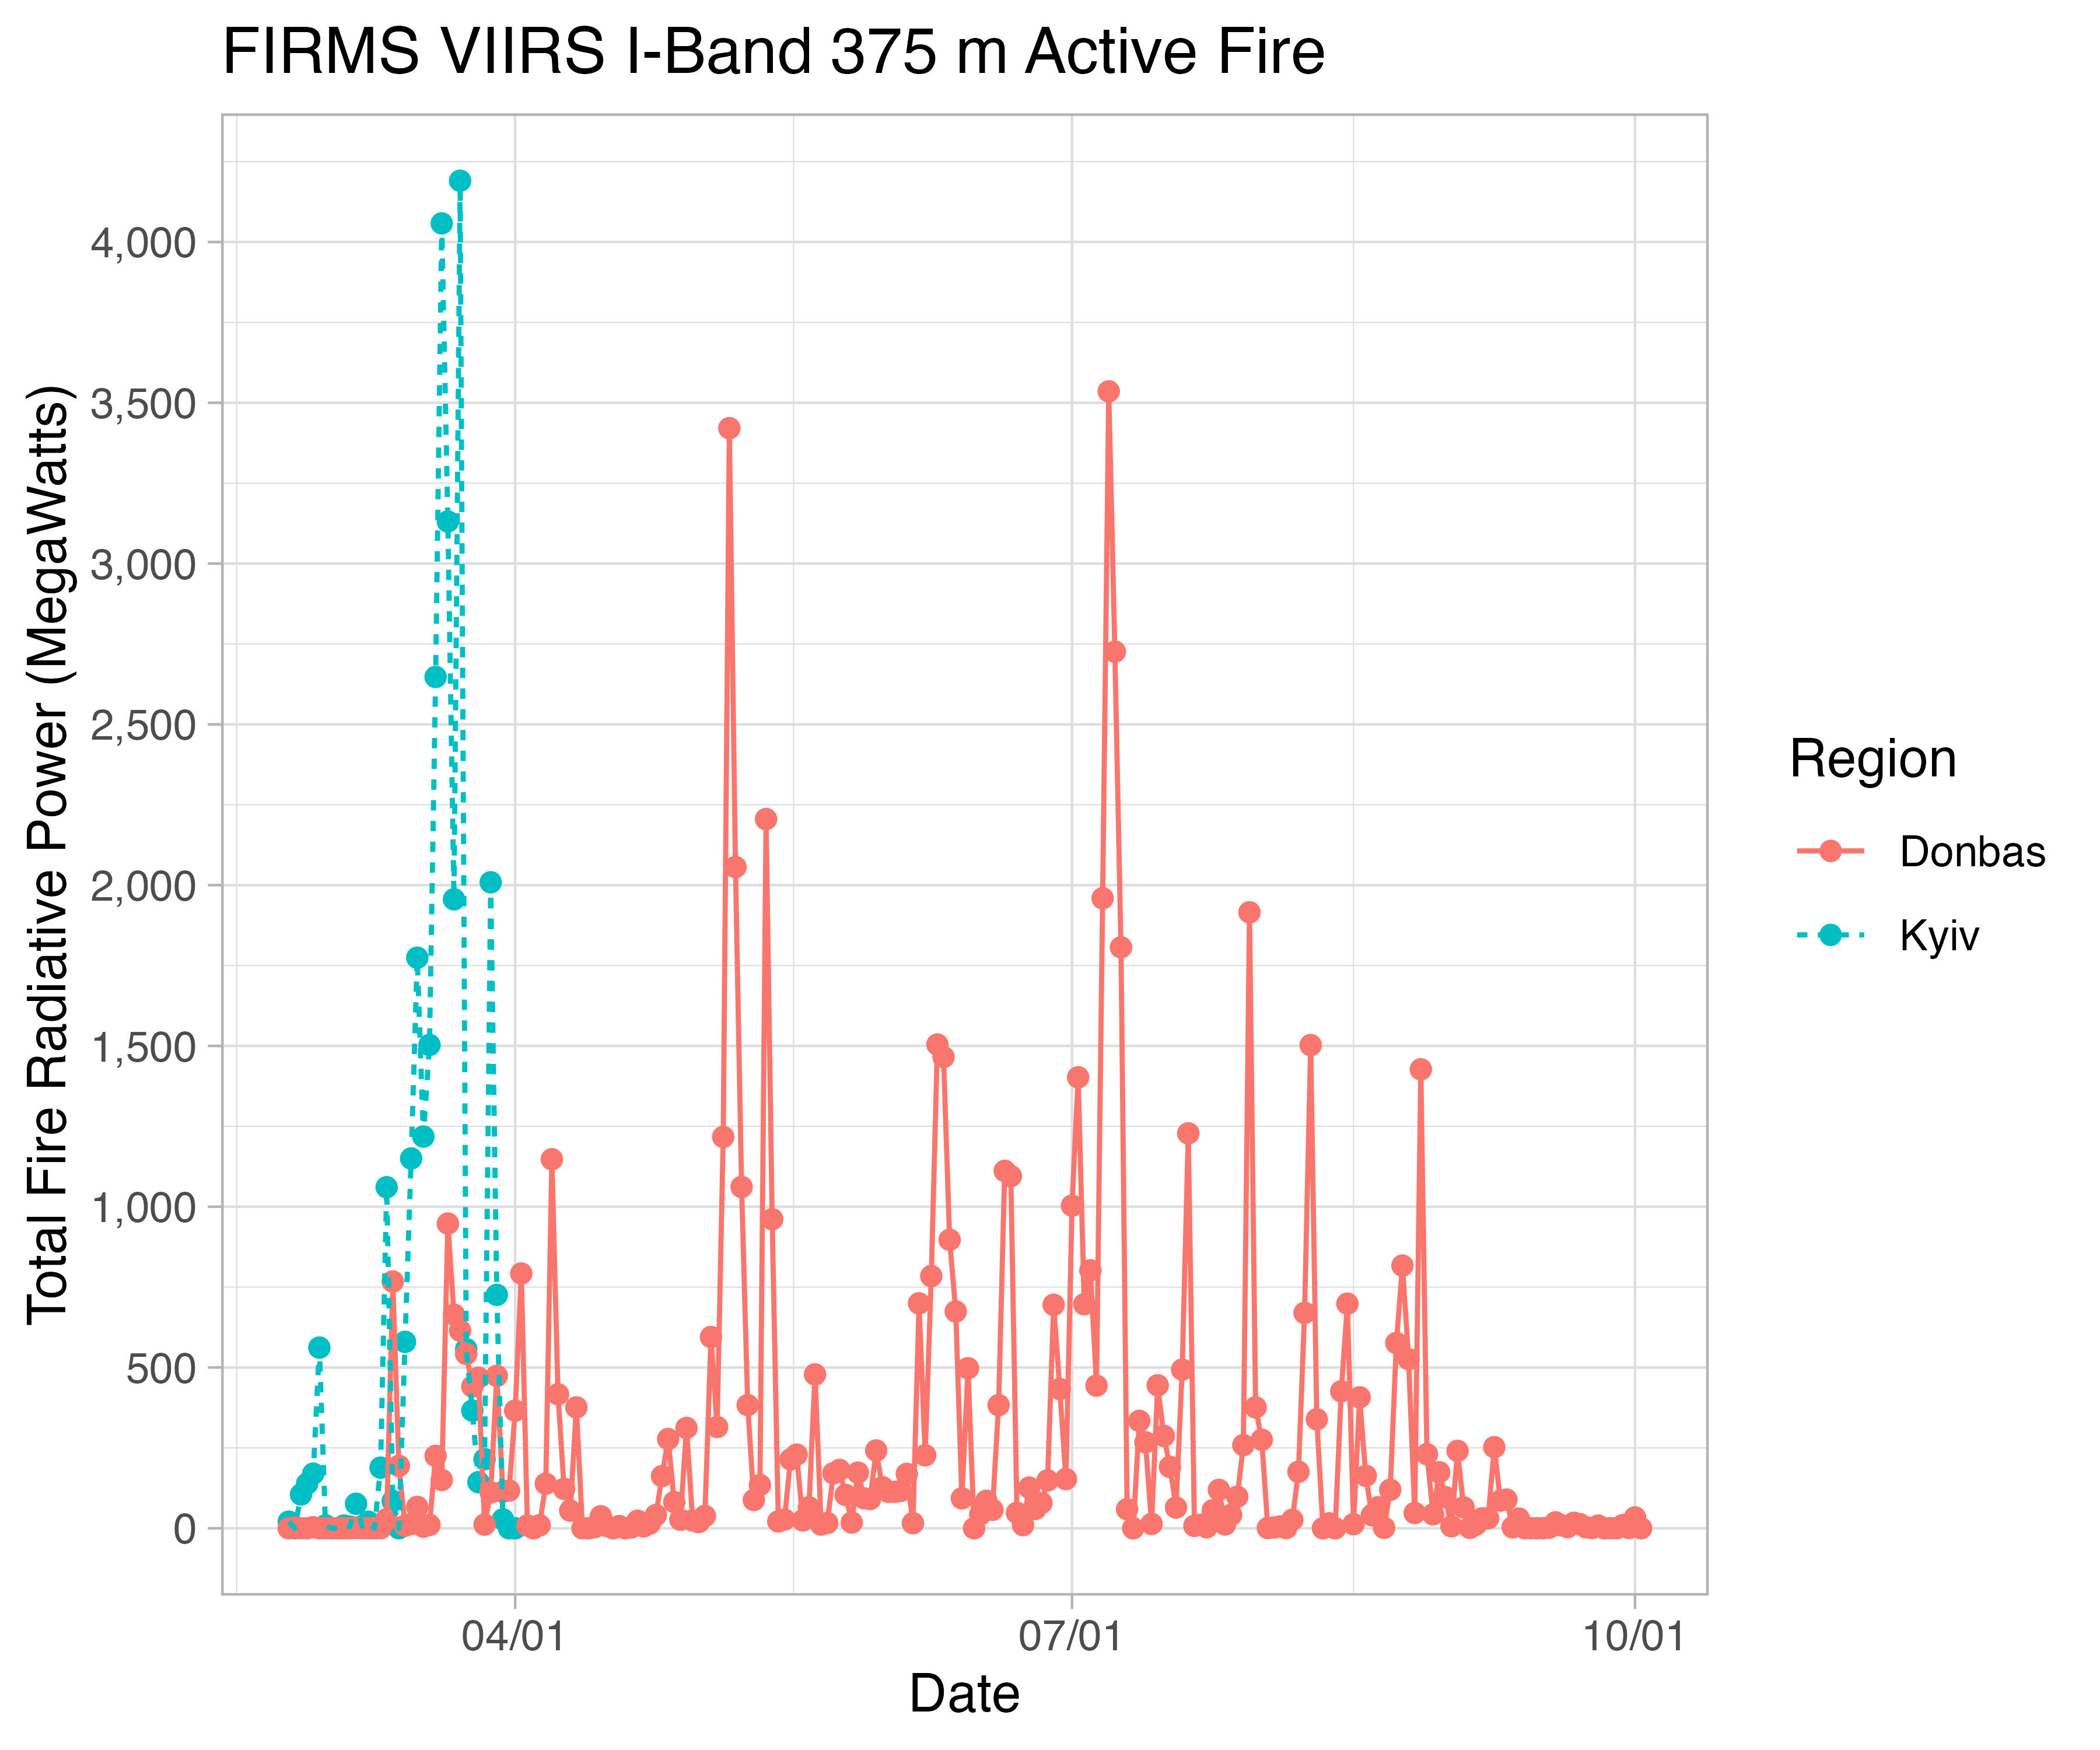 FIRMS VIIRS I-Band 375 m Active Fire
Total Fire Radiative Power (MegaWatts)
4,000
3,500
3,000
2,500
2,000
1,500
1,000
500
0
04/01
07/01
10/01
Date
Region
Donbas
Kyiv